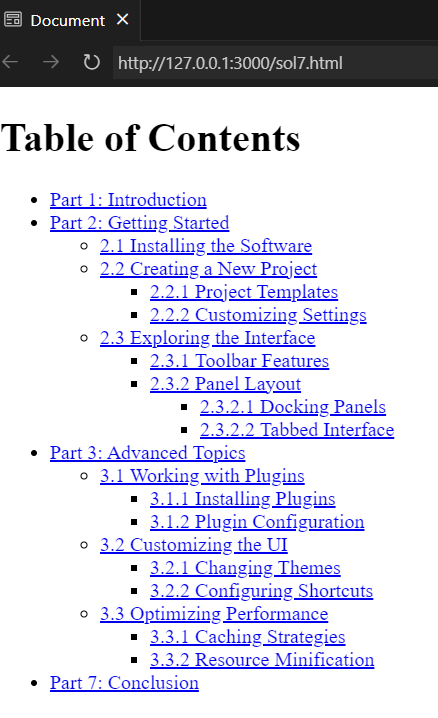 Document
http://127.0.0.1:3000/sol7.html
Table of Contents
Part 1: Introduction
Part 2: Getting Started
2.1 Installing the Software
2.2 Creating a New Project
2.2.1 Project Templates
2.2.2 Customizing Settings
2.3 Exploring the Interface
2.3.1 Toolbar Features
2.3.2 Panel Layout
2.3.2.1 Docking Panels
2.3.2.2 Tabbed Interface
Part 3: Advanced Topics
3.1 Working with Plugins
3.1.1 Installing Plugins
3.1.2 Plugin Configuration
3.2 Customizing the UI
3.2.1 Changing Themes
3.2.2 Configuring Shortcuts
3.3 Optimizing Performance
3.3.1 Caching Strategies
3.3.2 Resource Minification
Part 7: Conclusion